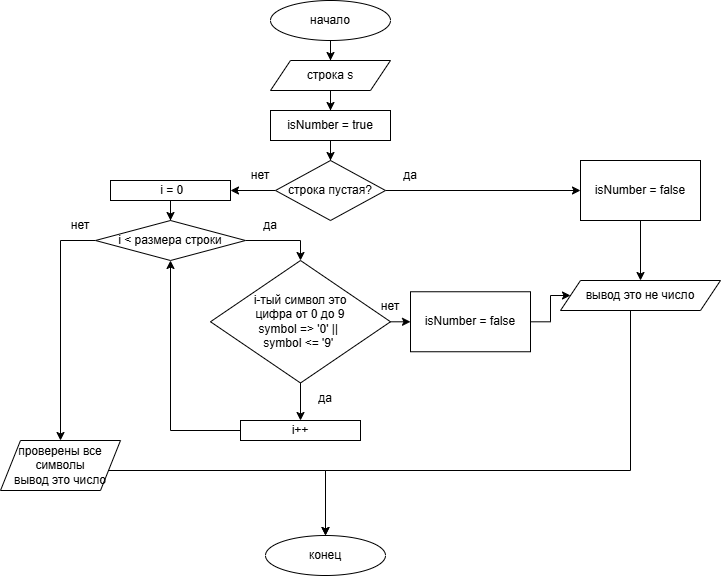 начало
строка s
isNumber = true
нет
строка пустая?
да
i = 0
isNumber = false
нет
i < размера строки
да
i-тый символ это
цифра от 0 до 9
symbol => '0' ||
symbol <= '9'
нет
isNumber = false
вывод это не число
да
i++
проверены все
символы
вывод это число
конец